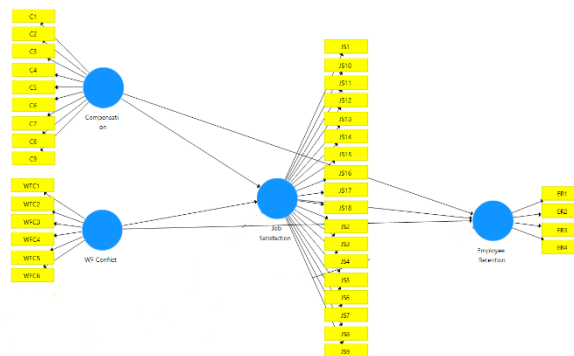 C1
C2
C3
C4
C5
C6
C7
C8
C9
Compensati
on
WFC1
WFC2
WFC3
WFC4
WFC5
WFC6
WF Conflict
JS1
JS10
JS11
JS12
JS13
JS14
JS15
JS16
JS17
JS18
JS2
JS3
JS4
JS5
JS6
JS7
JS8
JS9
Job
Satisfaction
ER1
ER2
ER3
ER4
Employee
Retention